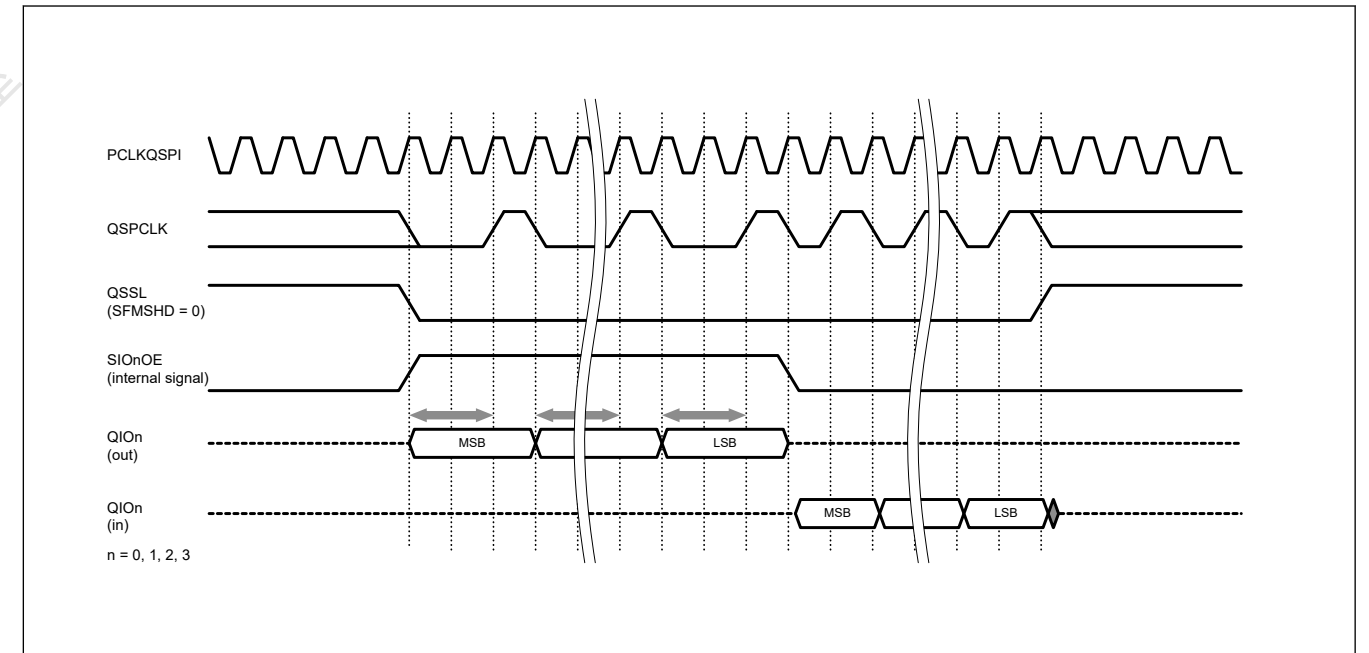 PCLKQSPI
QSPCLK
QSSL
(SFMSHD = 0)
SIOnOE
(internal signal)
QIOn
(out)
MSB
LSB
QIOn
(in)
MSB
LSB
n = 0, 1, 2, 3